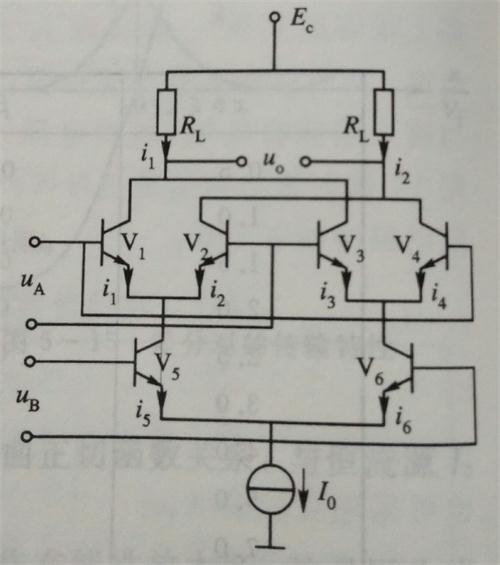 E_c
R_L R_L
i_1 u_o i_2
V_1 V_2 V_3 V_4
u_A i_1 i_2 i_3 i_4
V_5 V_6
u_B i_5 i_6
I_0